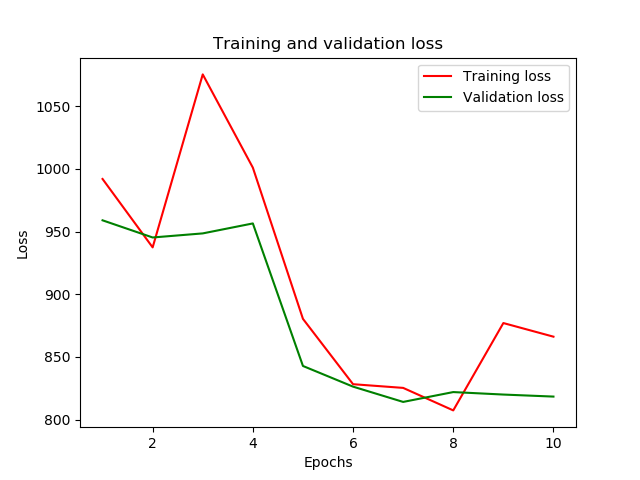 Training and validation loss
Training loss
Validation loss
1050
1000
950
900
850
800
Loss
2
4
6
8
10
Epochs